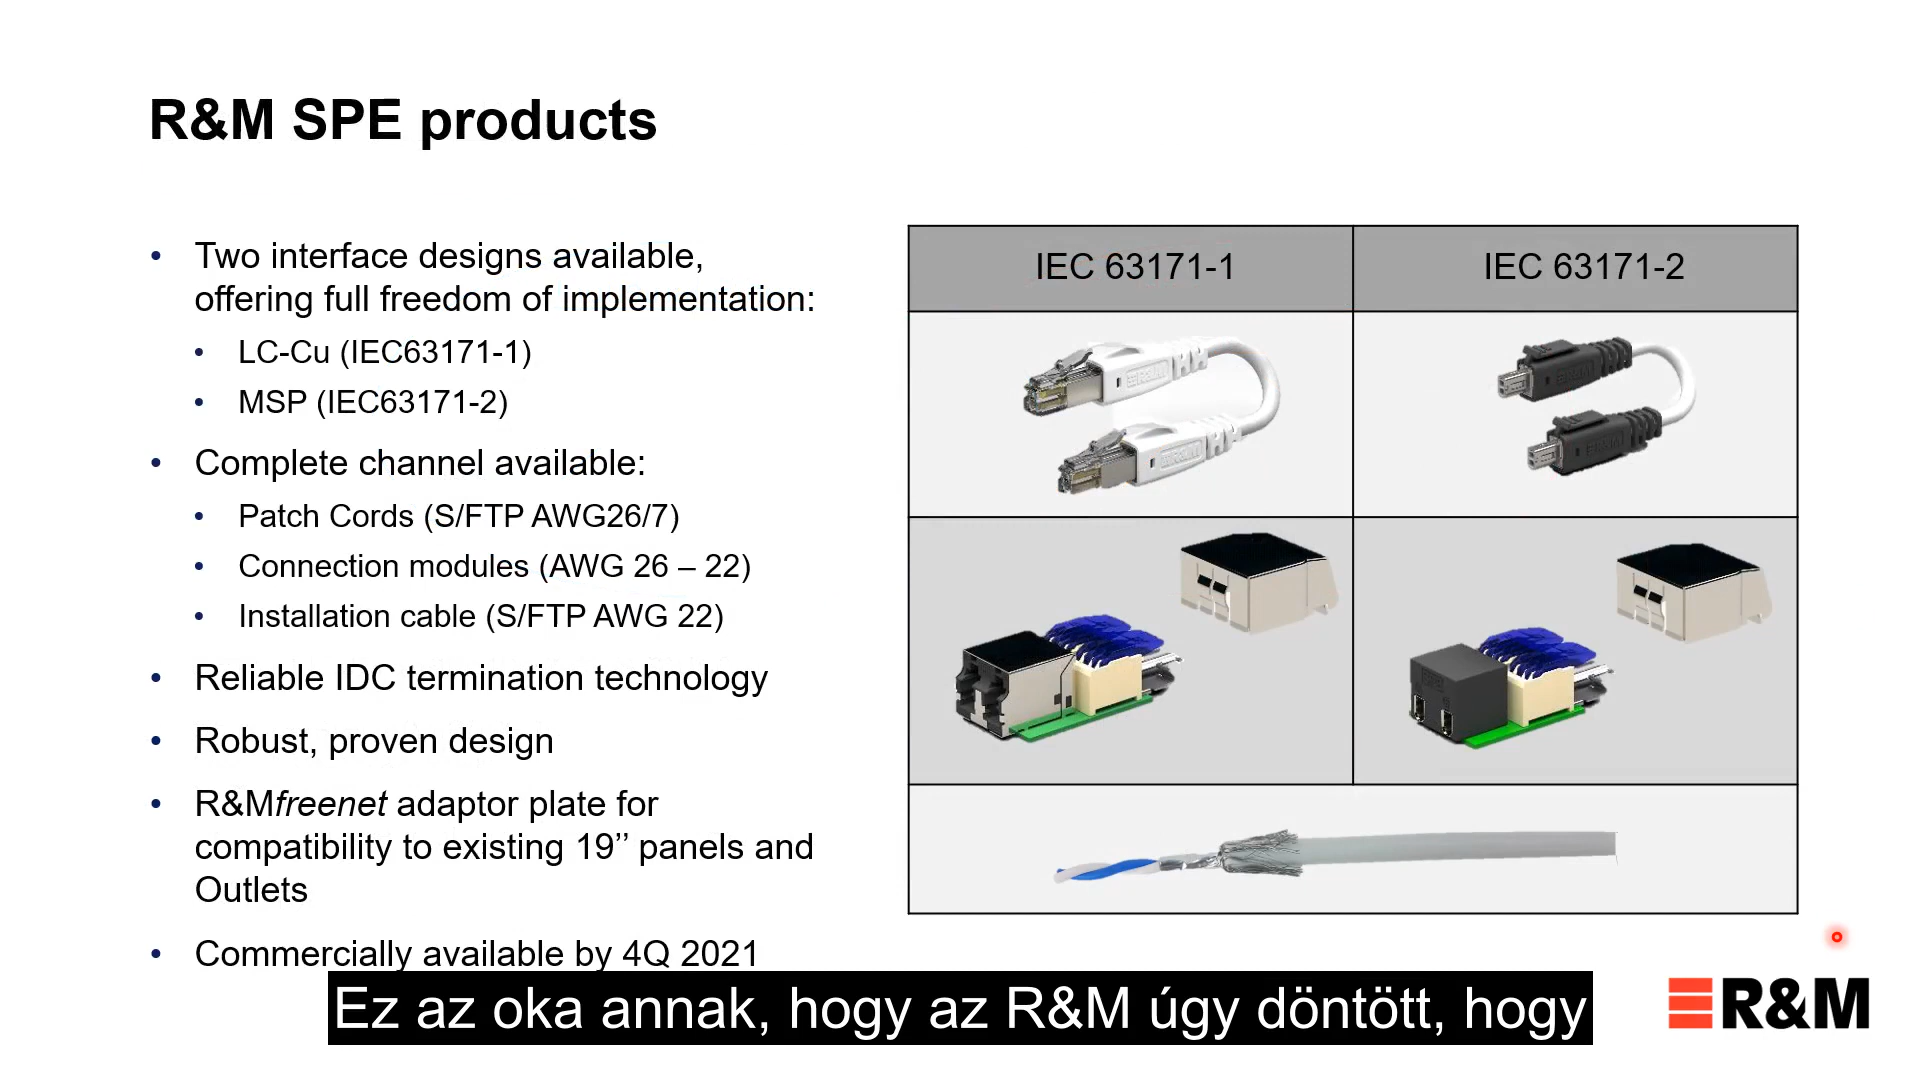 R&M SPE products
• Two interface designs available,
offering full freedom of implementation:
• LC-Cu (IEC63171-1)
• MSP (IEC63171-2)
• Complete channel available:
• Patch Cords (S/FTP AWG26/7)
• Connection modules (AWG 26 – 22)
• Installation cable (S/FTP AWG 22)
• Reliable IDC termination technology
• Robust, proven design
• R&Mfreenet adaptor plate for
compatibility to existing 19’’ panels and
Outlets
• Commercially available by 4Q 2021
IEC 63171-1
IEC 63171-2
Ez az oka annak, hogy az R&M úgy döntött, hogy
R&M